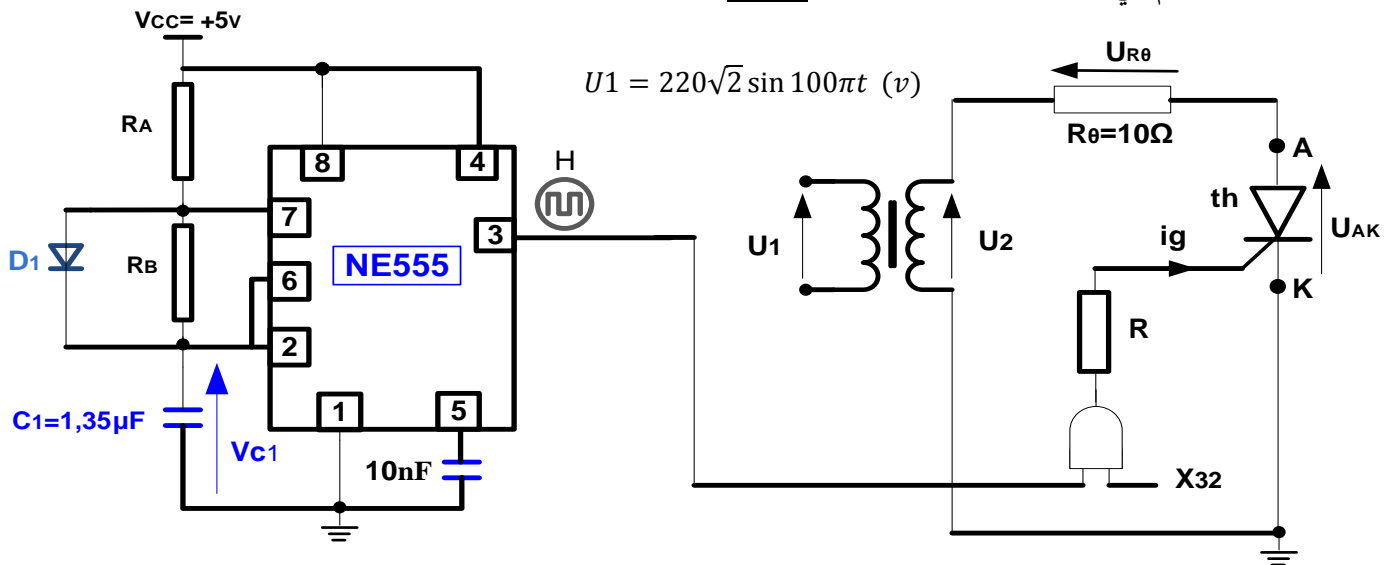 VCC= +5v
U1 = 220√2 sin 100πt (v)
URθ
RA
8
4
H
Rθ=10Ω
A
7
3
th
D1
RB
NE555
U1
U2
ig
UAK
6
K
2
R
C1=1,35µF
1
5
Vc1
10nF
X32